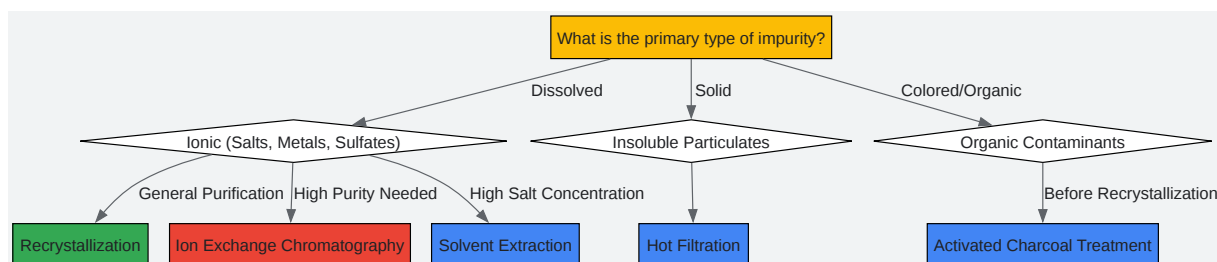 What is the primary type of impurity?
Dissolved
Solid
Colored/Organic
Ionic (Salts, Metals, Sulfates)
Insoluble Particulates
Organic Contaminants
General Purification
High Purity Needed
High Salt Concentration
Before Recrystallization
Recrystallization
Ion Exchange Chromatography
Solvent Extraction
Hot Filtration
Activated Charcoal Treatment